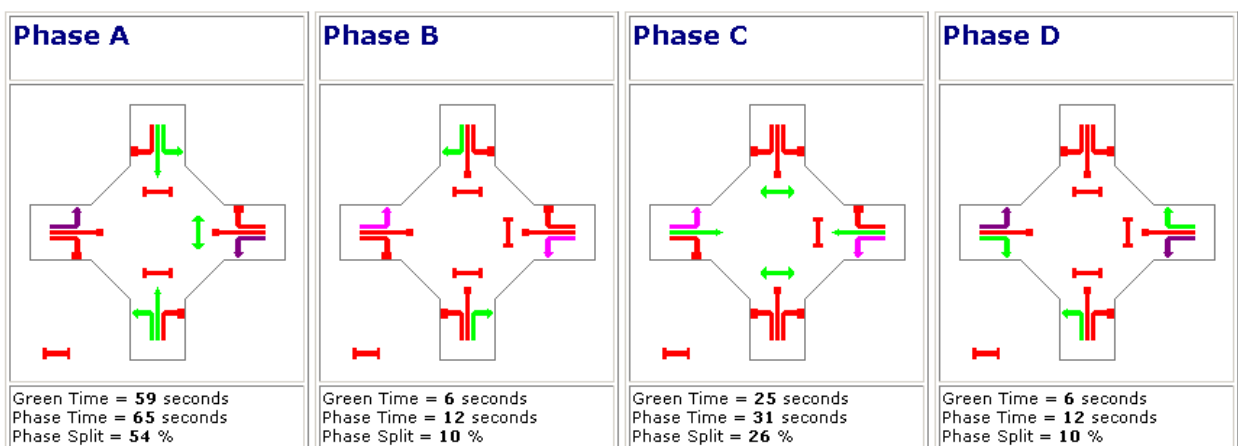 Phase A
Green Time = 59 seconds
Phase Time = 65 seconds
Phase Split = 54 %
Phase B
Green Time = 6 seconds
Phase Time = 12 seconds
Phase Split = 10 %
Phase C
Green Time = 25 seconds
Phase Time = 31 seconds
Phase Split = 26 %
Phase D
Green Time = 6 seconds
Phase Time = 12 seconds
Phase Split = 10 %